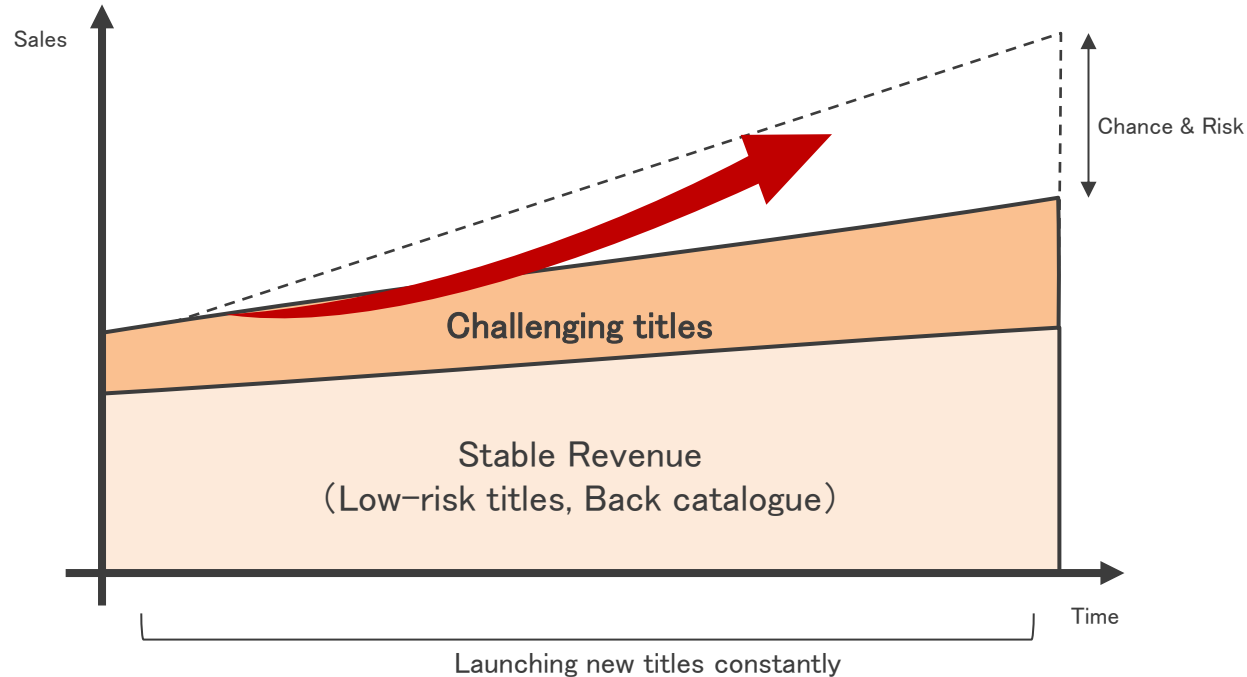 Sales
Chance & Risk
Challenging titles
Stable Revenue
（Low-risk titles, Back catalogue）
Time
Launching new titles constantly